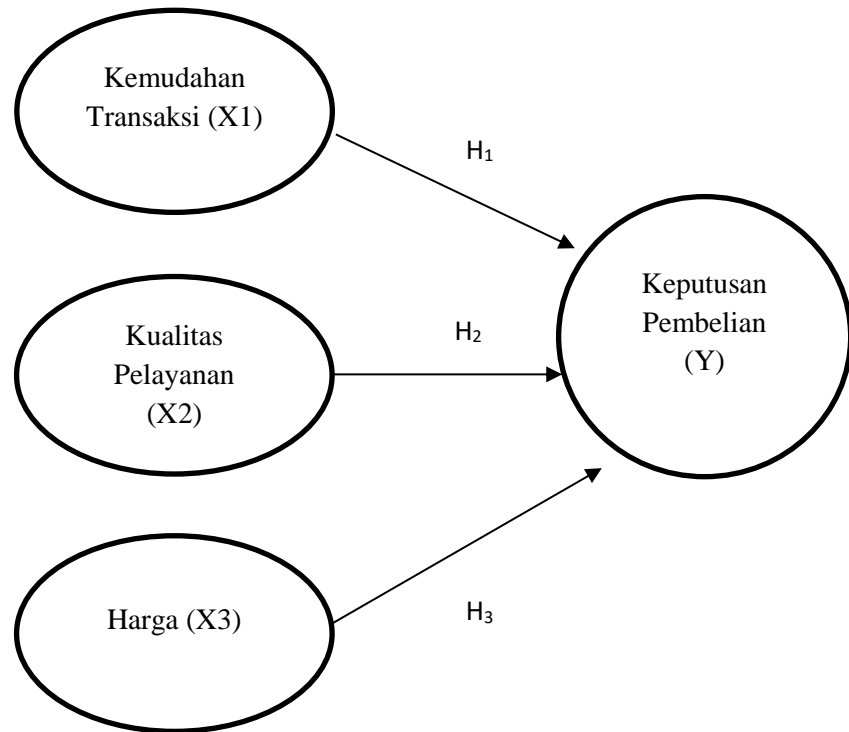 Kemudahan
Transaksi (X1)
H₁
Keputusan
Pembelian
(Y)
Kualitas
Pelayanan
(X2)
H₂
Harga (X3)
H₃